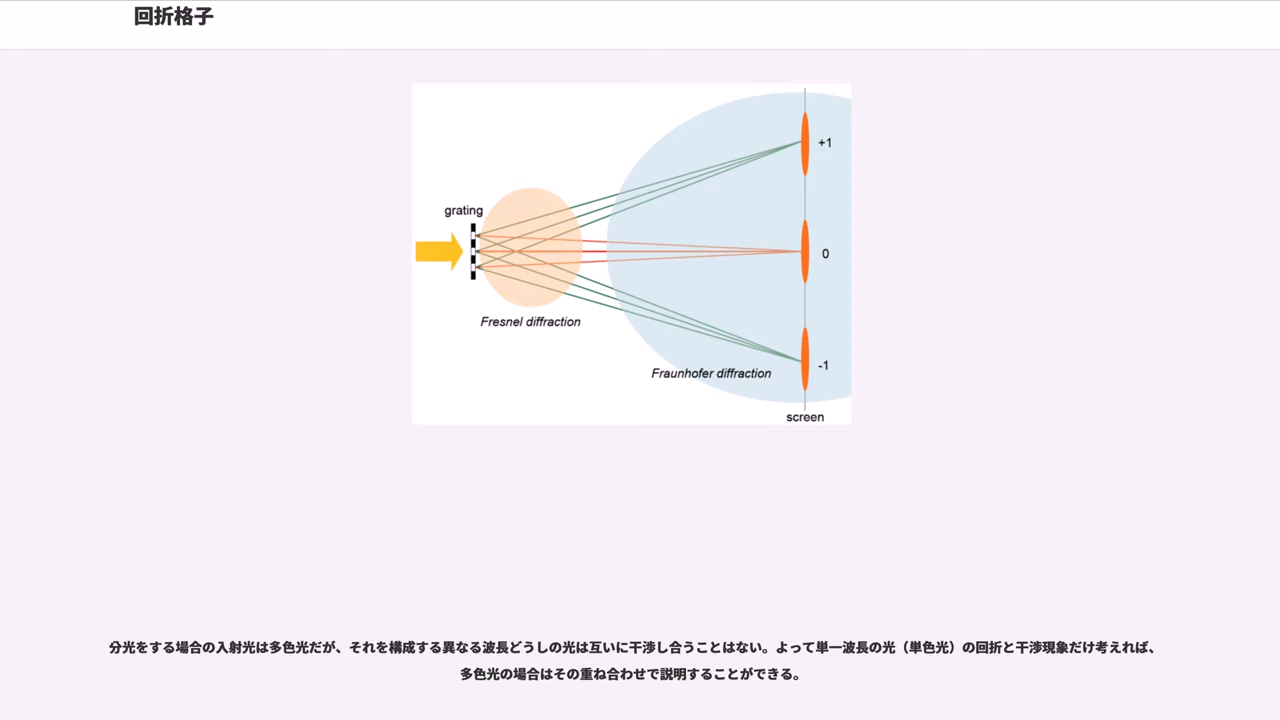 回折格子
+1
grating
0
Fresnel diffraction
-1
Fraunhofer diffraction
screen
分光をする場合の入射光は多色光だが、それを構成する異なる波長どうしの光は互いに干渉し合うことはない。よって単一波長の光（単色光）の回折と干渉現象だけ考えれば、
多色光の場合はその重ね合わせで説明することができる。